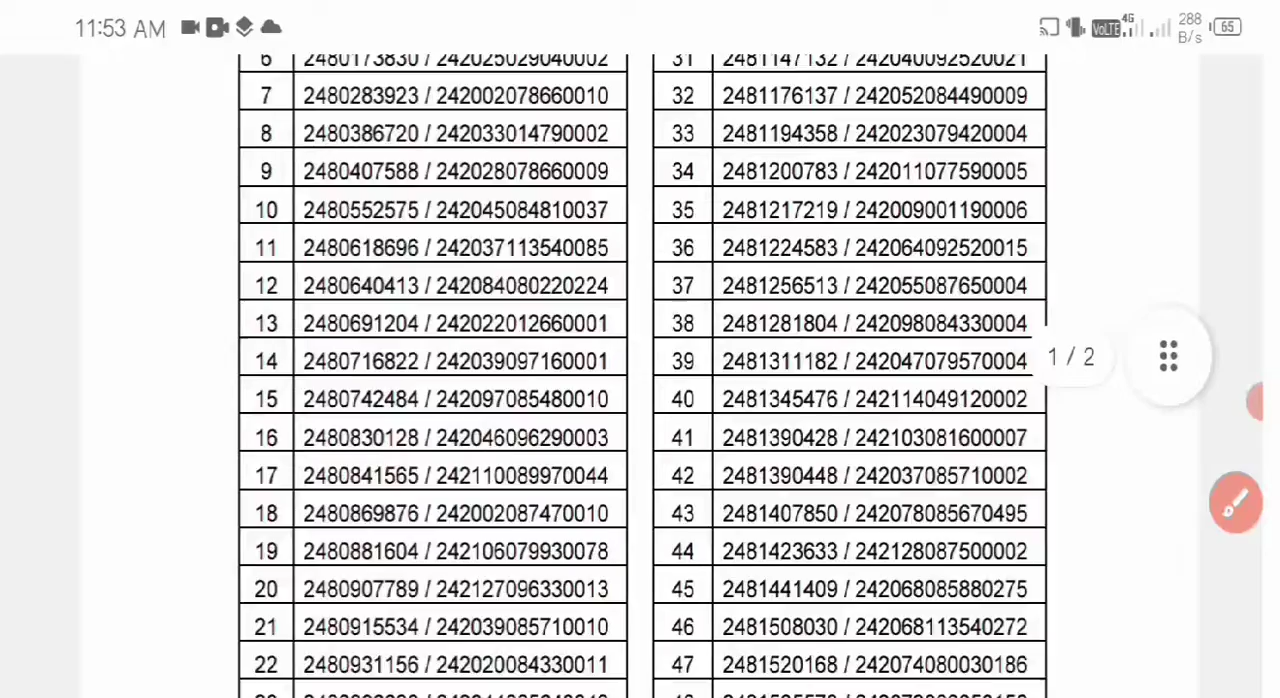 11:53 AM
VoLTE 4G 288 B/s 65
6 2480173830 / 242025029040002 31 2481147132 / 242040092520021
7 2480283923 / 242002078660010 32 2481176137 / 242052084490009
8 2480386720 / 242033014790002 33 2481194358 / 242023079420004
9 2480407588 / 242028078660009 34 2481200783 / 242011077590005
10 2480552575 / 242045084810037 35 2481217219 / 242009001190006
11 2480618696 / 242037113540085 36 2481224583 / 242064092520015
12 2480640413 / 242084080220224 37 2481256513 / 242055087650004
13 2480691204 / 242022012660001 38 2481281804 / 242098084330004
14 2480716822 / 242039097160001 39 2481311182 / 242047079570004
1 / 2
15 2480742484 / 242097085480010 40 2481345476 / 242114049120002
16 2480830128 / 242046096290003 41 2481390428 / 242103081600007
17 2480841565 / 242110089970044 42 2481390448 / 242037085710002
18 2480869876 / 242002087470010 43 2481407850 / 242078085670495
19 2480881604 / 242106079930078 44 2481423633 / 242128087500002
20 2480907789 / 242127096330013 45 2481441409 / 242068085880275
21 2480915534 / 242039085710010 46 2481508030 / 242068113540272
22 2480931156 / 242020084330011 47 2481520168 / 242074080030186